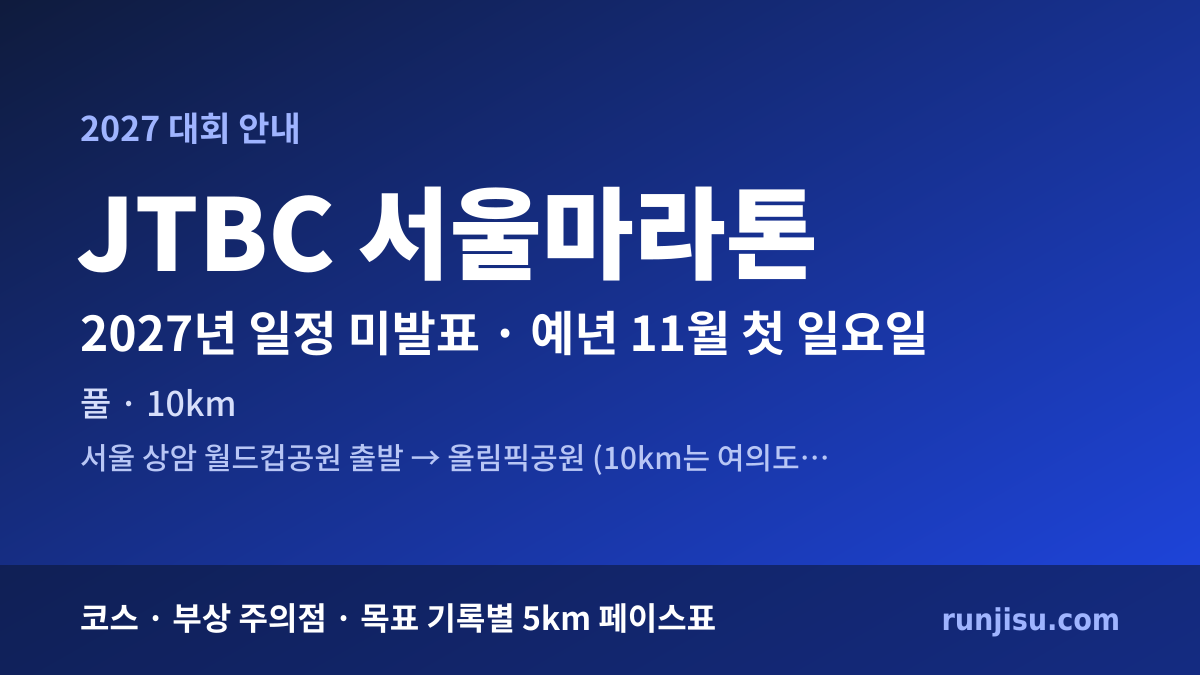 2027 대회 안내
JTBC 서울마라톤
2027년 일정 미발표 · 예년 11월 첫 일요일
풀 · 10km
서울 상암 월드컵공원 출발 → 올림픽공원 (10km는 여의도…
코스 · 부상 주의점 · 목표 기록별 5km 페이스표
runjisu.com